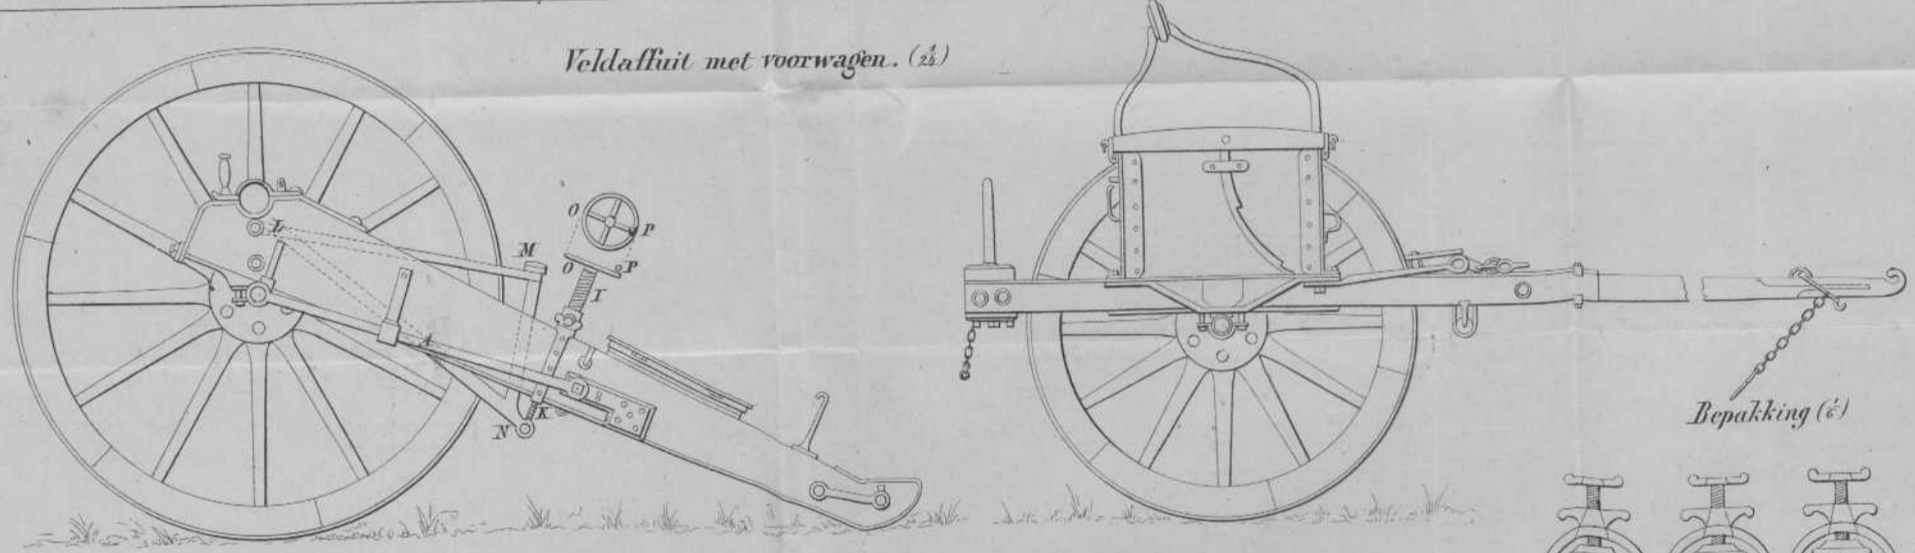 Veldaffuit met voorwagen. (1/24)
O
P
L
M
O
P
I
A
K
N
Bepakking (1/6)